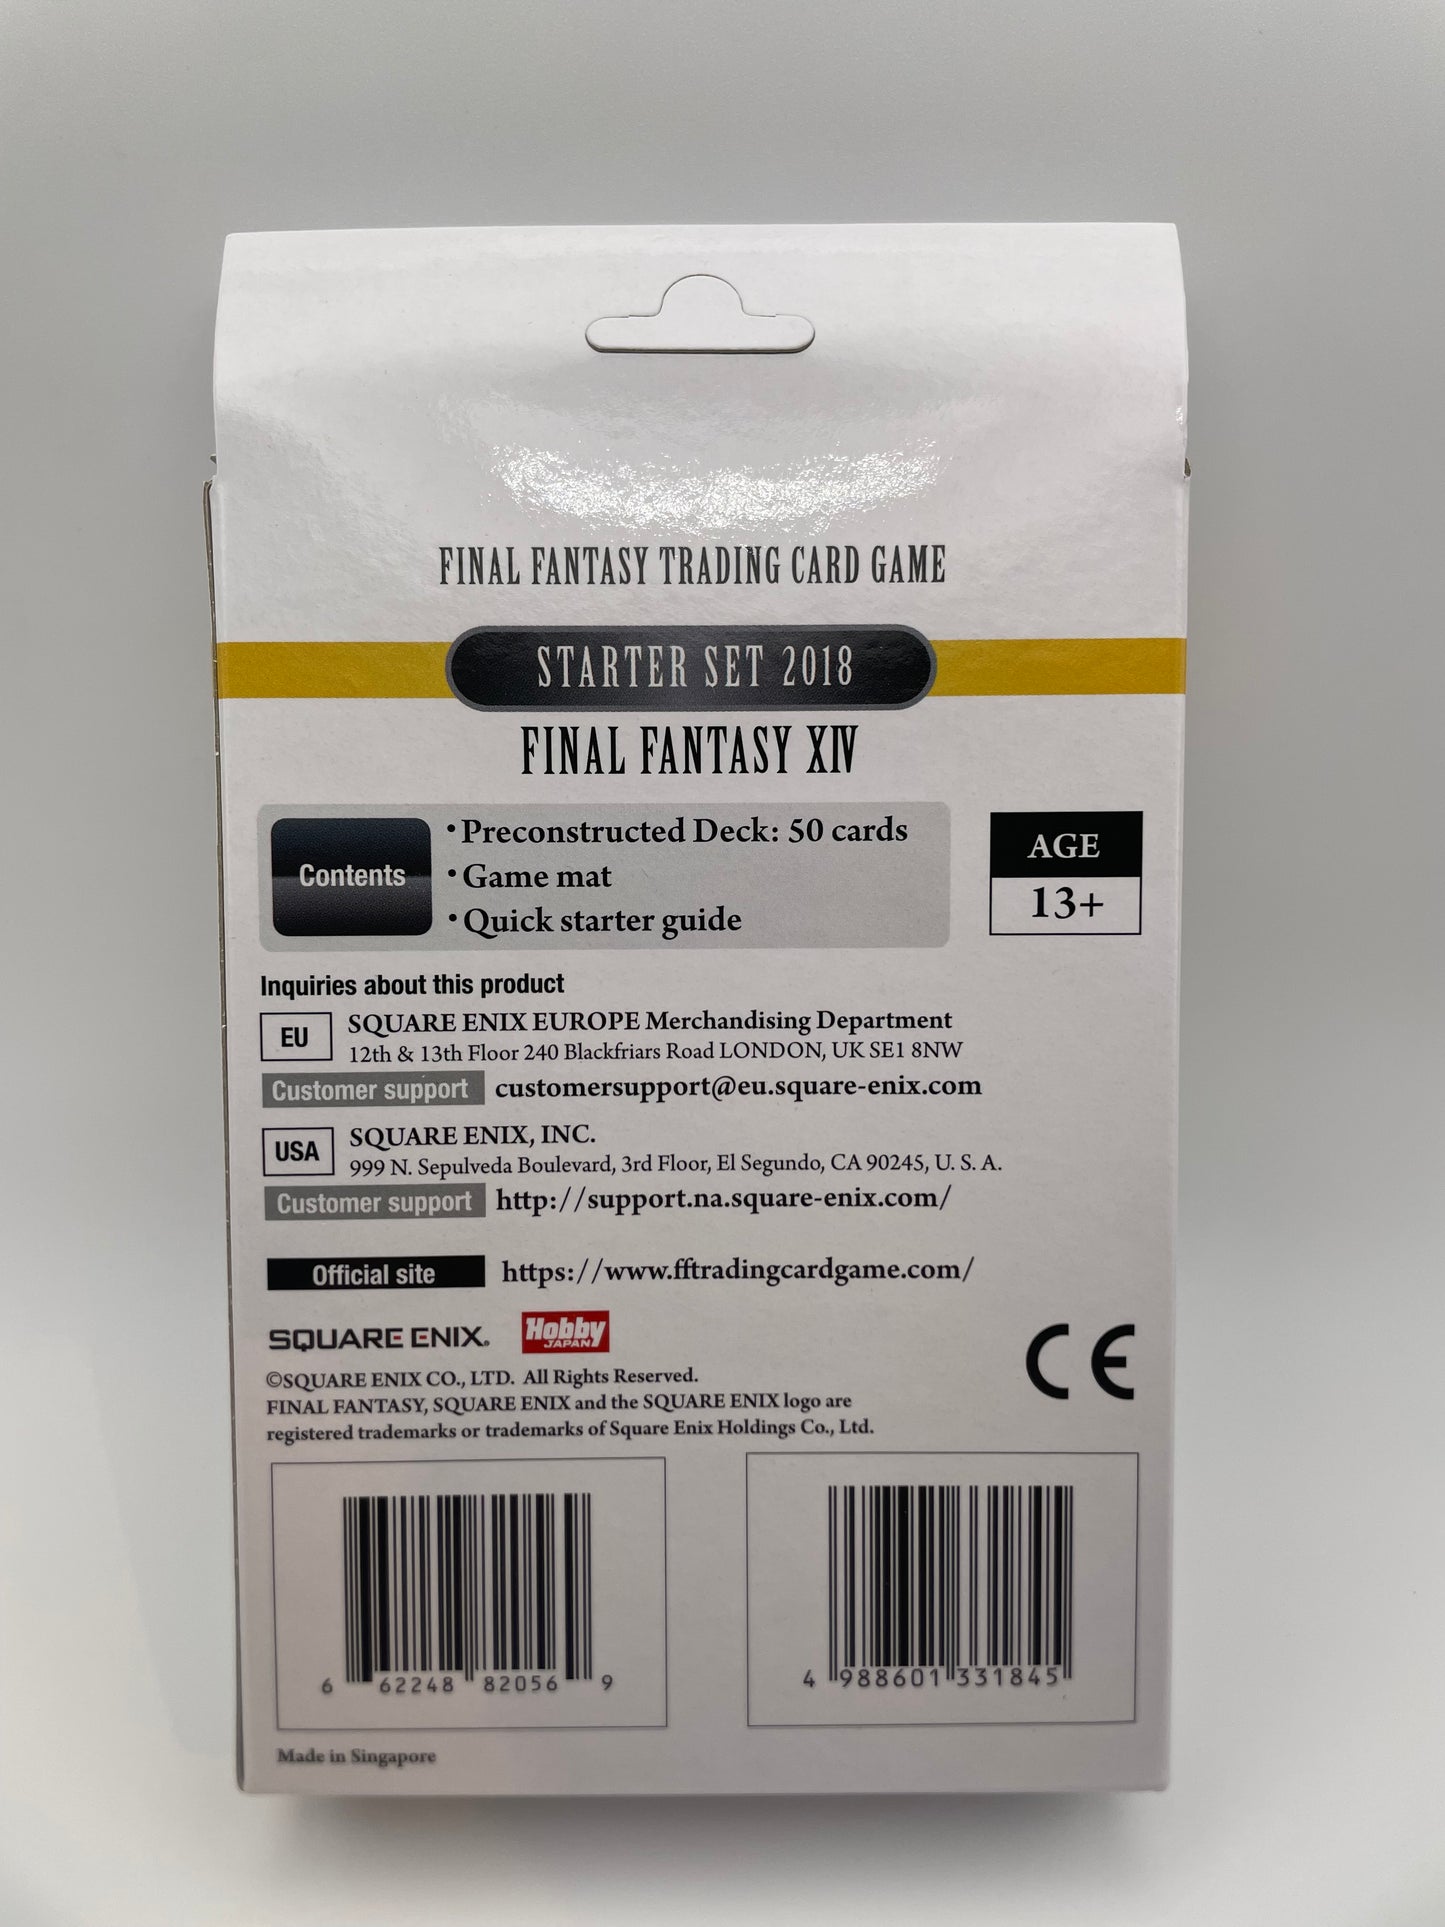 FINAL FANTASY TRADING CARD GAME
STARTER SET 2018
FINAL FANTASY XIV
Contents
・Preconstructed Deck: 50 cards
・Game mat
・Quick starter guide
AGE
13+
Inquiries about this product
EU
SQUARE ENIX EUROPE Merchandising Department
12th & 13th Floor 240 Blackfriars Road LONDON, UK SE1 8NW
Customer support customersupport@eu.square-enix.com
USA
SQUARE ENIX, INC.
999 N. Sepulveda Boulevard, 3rd Floor, El Segundo, CA 90245, U. S. A.
Customer support http://support.na.square-enix.com/
Official site https://www.fftradingcardgame.com/
SQUARE ENIX.
Hobby
JAPAN
CE
©SQUARE ENIX CO., LTD. All Rights Reserved.
FINAL FANTASY, SQUARE ENIX and the SQUARE ENIX logo are
registered trademarks or trademarks of Square Enix Holdings Co., Ltd.
6 62248 82056 9
4 988601 331845
Made in Singapore